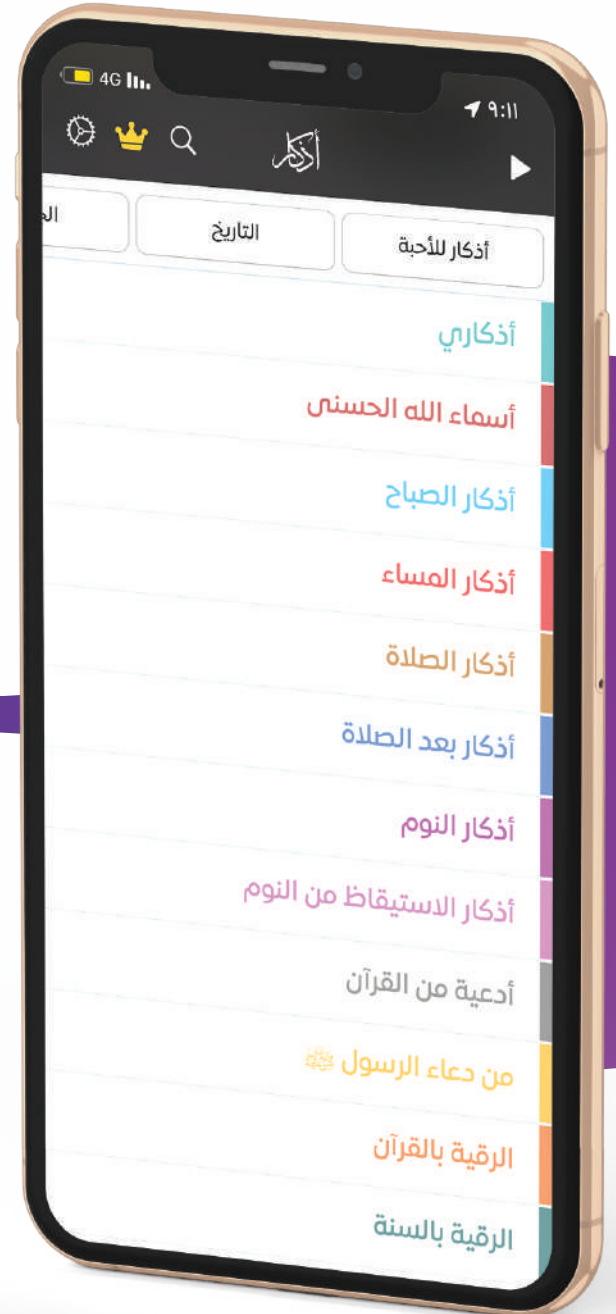 ٩:١١ 4G
أذكار
أذكار للأحبة التاريخ
أذكاري
أسماء الله الحسنى
أذكار الصباح
أذكار المساء
أذكار الصلاة
أذكار بعد الصلاة
أذكار النوم
أذكار الاستيقاظ من النوم
أدعية من القرآن
من دعاء الرسول ﷺ
الرقية بالقرآن
الرقية بالسنة